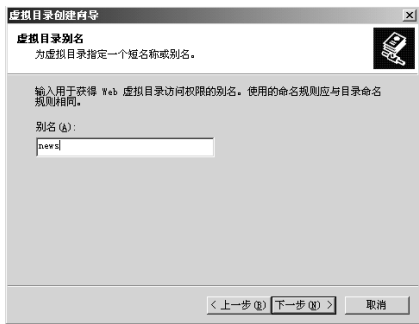 虚拟目录创建向导
虚拟目录别名
为虚拟目录指定一个短名称或别名。
输入用于获得 Web 虚拟目录访问权限的别名。使用的命名规则应与目录命名
规则相同。
别名(A):
news
< 上一步(B) 下一步(N) > 取消